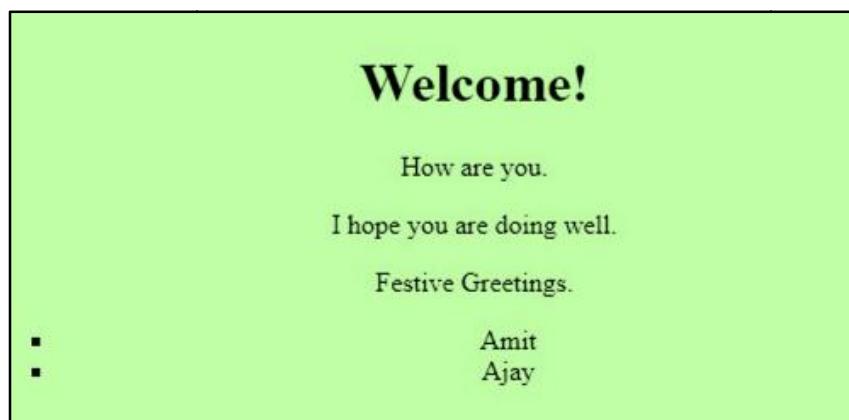 Welcome!
How are you.
I hope you are doing well.
Festive Greetings.
▪ Amit
▪ Ajay